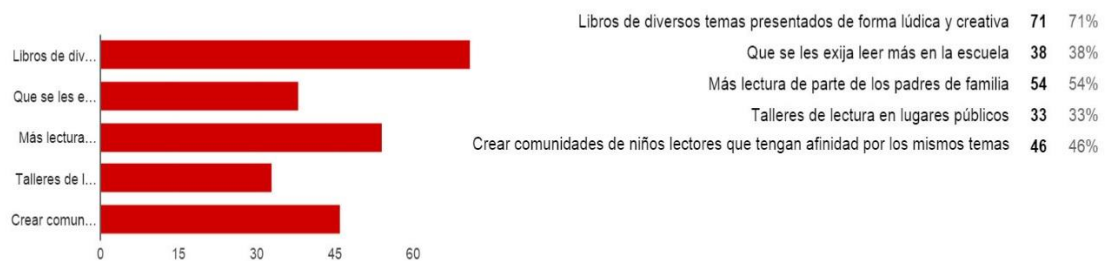 Libros de div...
Que se les e...
Más lectura...
Talleres de l...
Crear comun...
0 15 30 45 60
Libros de diversos temas presentados de forma lúdica y creativa 71 71%
Que se les exija leer más en la escuela 38 38%
Más lectura de parte de los padres de familia 54 54%
Talleres de lectura en lugares públicos 33 33%
Crear comunidades de niños lectores que tengan afinidad por los mismos temas 46 46%